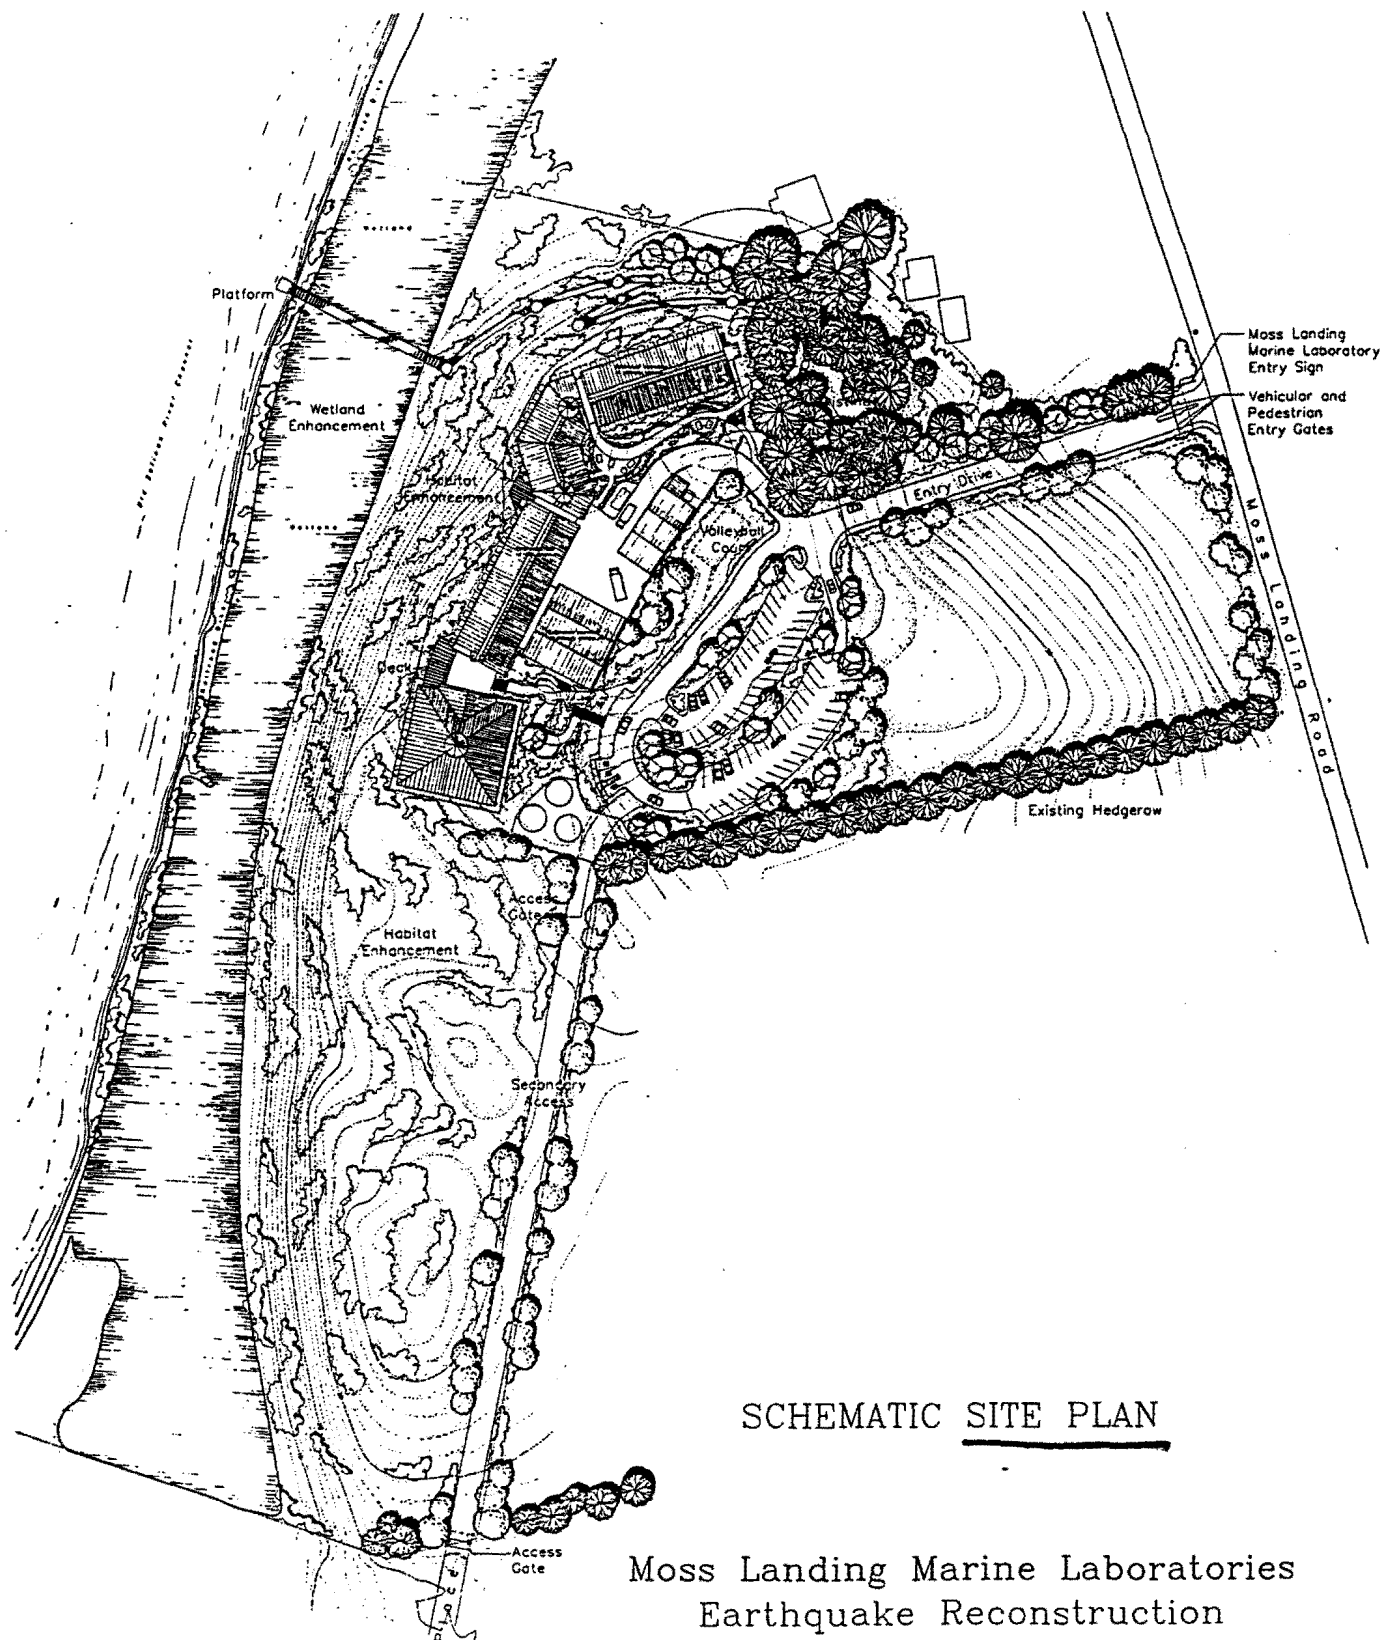 Wetland
Platform
Moss Landing
Marine Laboratory
Entry Sign
Vehicular and
Pedestrian
Entry Gates
Wetland
Enhancement
Habitat
Enhancement
Entry Drive
Volleyball
Court
Moss Landing Road
Deck
Existing Hedgerow
Access
Gate
Habitat
Enhancement
Secondary
Access
SCHEMATIC SITE PLAN
Access
Gate
Moss Landing Marine Laboratories
Earthquake Reconstruction